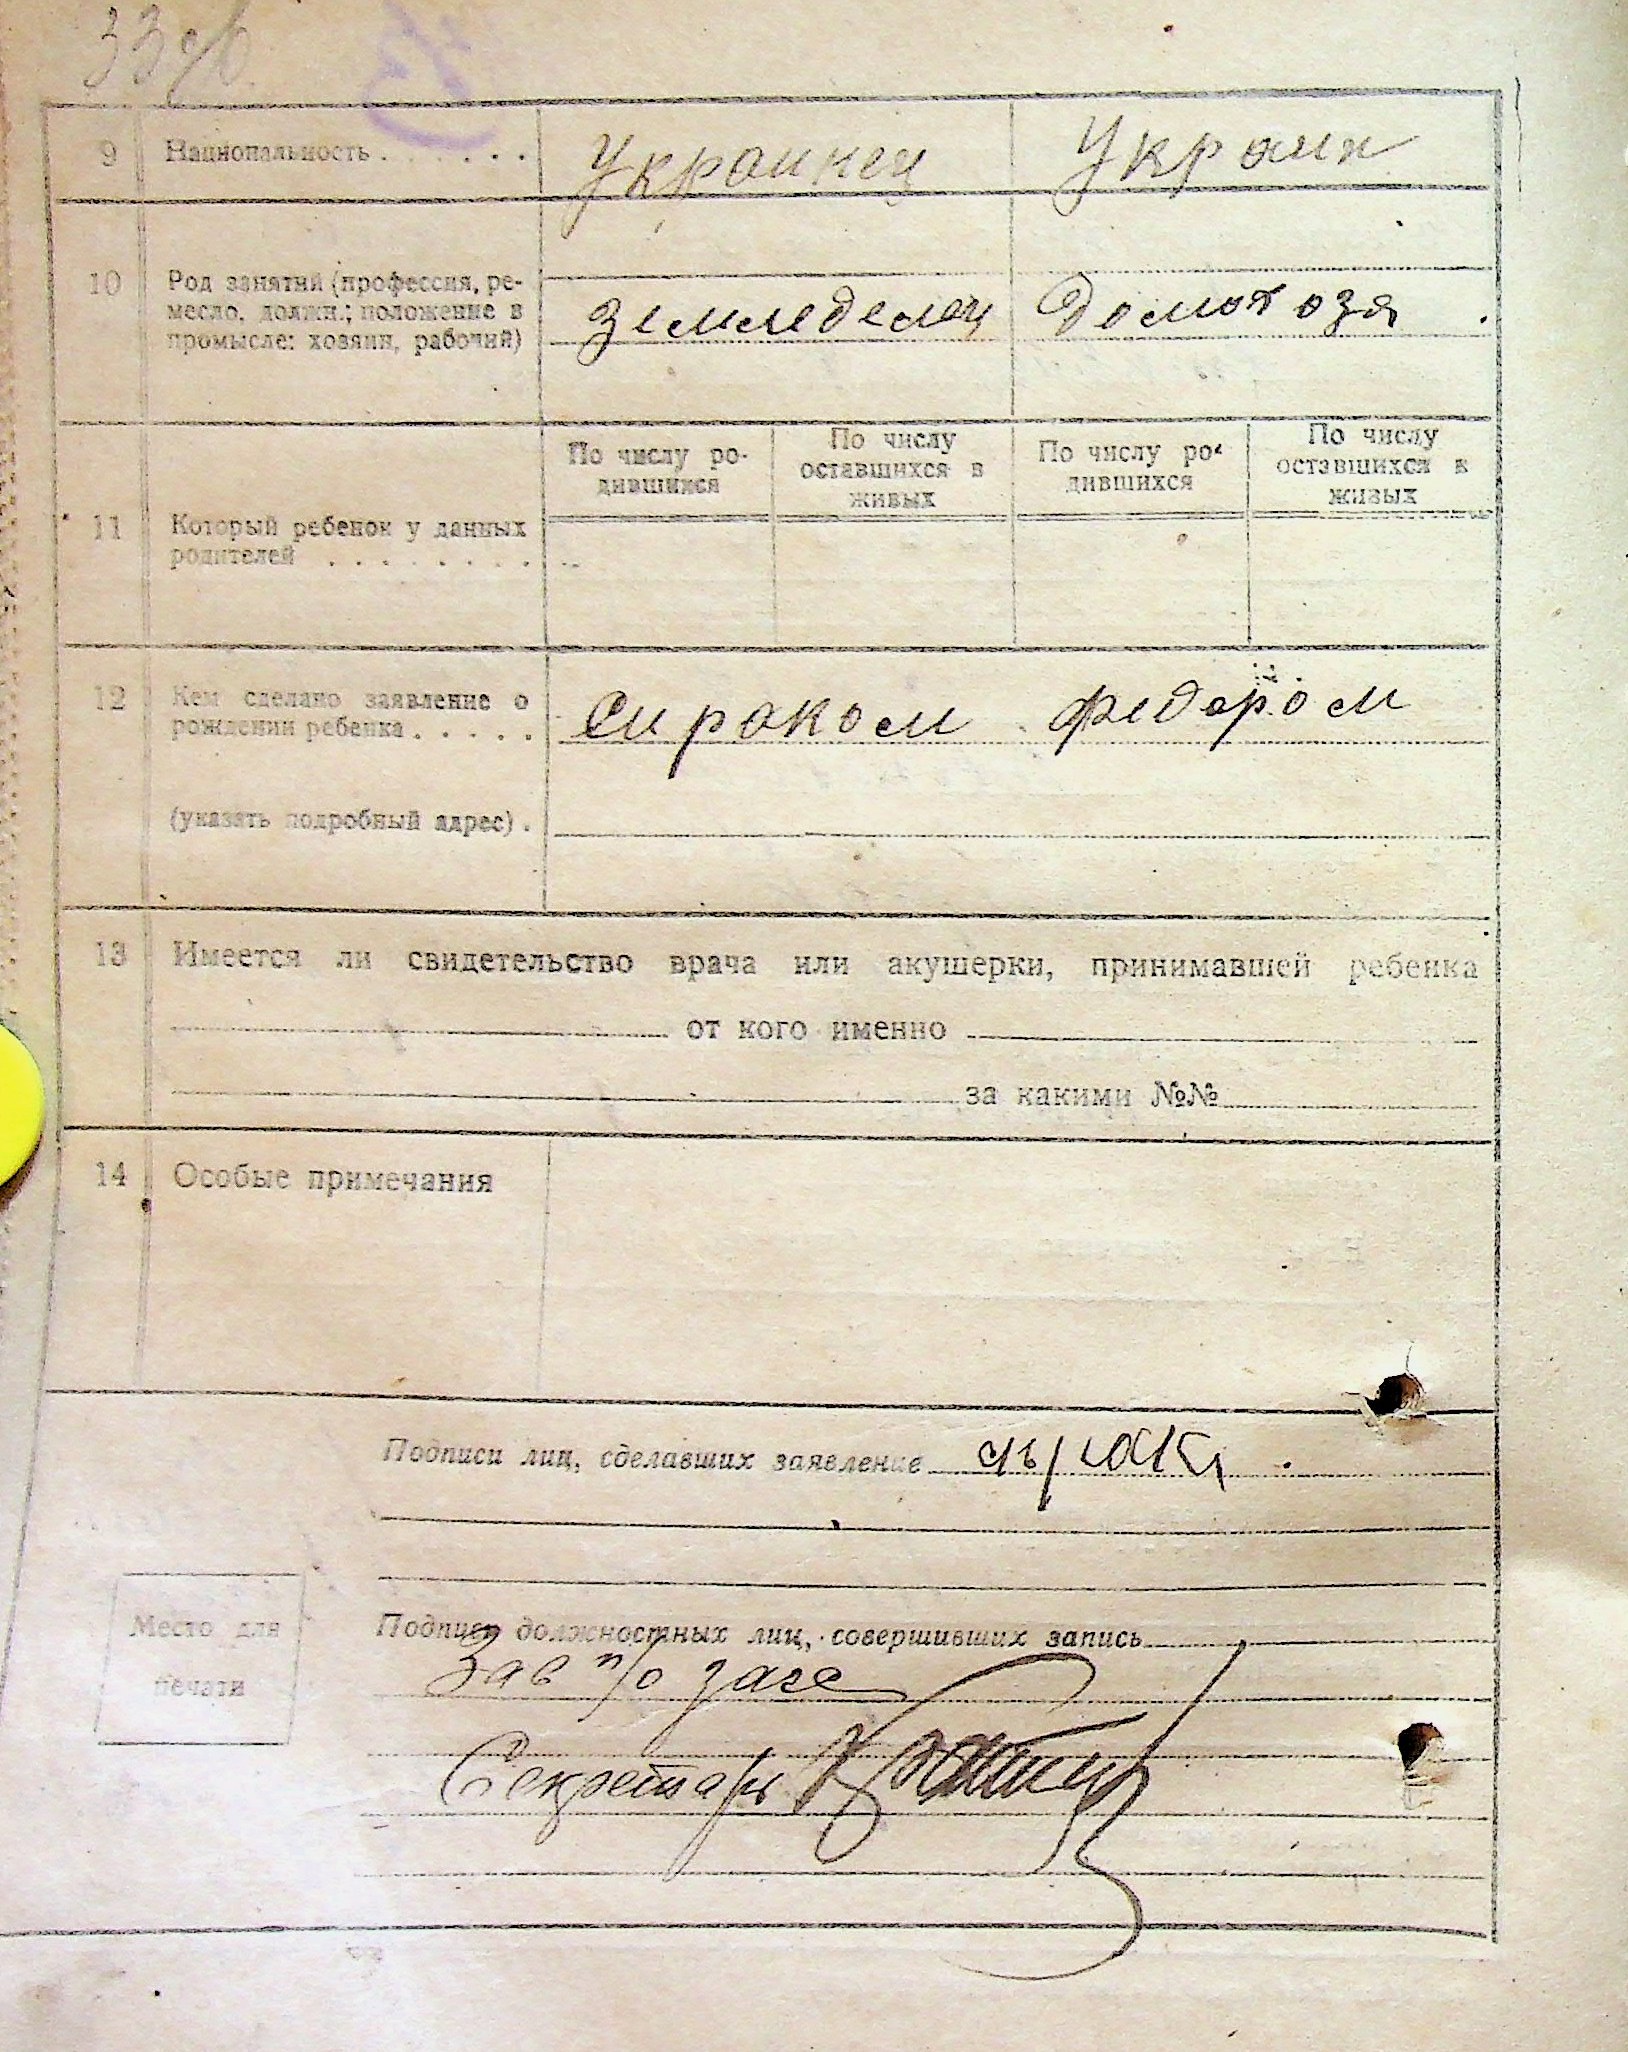 33об
9 Национальность . . . . . . Украинец Украин
10 Род занятий (профессия, ре-
месло, должн.; положение в
промысле: хозяин, рабочий)
Земледелец Домохозя
По числу ро-
дившихся
По числу
оставшихся в
живых
По числу ро-
дившихся
По числу
оставшихся в
живых
11 Который ребенок у данных
родителей . . . . . . . .
12 Кем сделано заявление о
рождении ребенка . . . . .
Сираком Федором
(указать подробный адрес) .
13 Имеется ли свидетельство врача или акушерки, принимавшей ребенка
от кого именно
за какими №№
14 Особые примечания
Подписи лиц, сделавших заявление
Место для
печати
Подписи должностных лиц, совершивших запись
Зав п/о загс
Секретарь